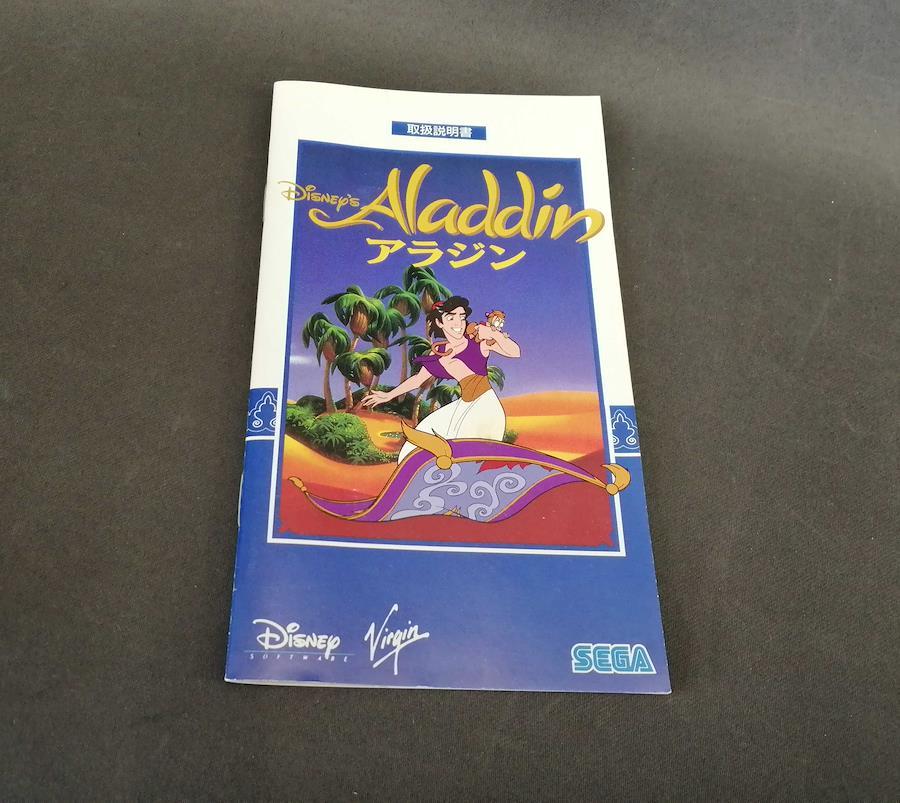 取扱説明書
Disney's Aladdin
アラジン
Disney Virgin
SOFTWARE
SEGA